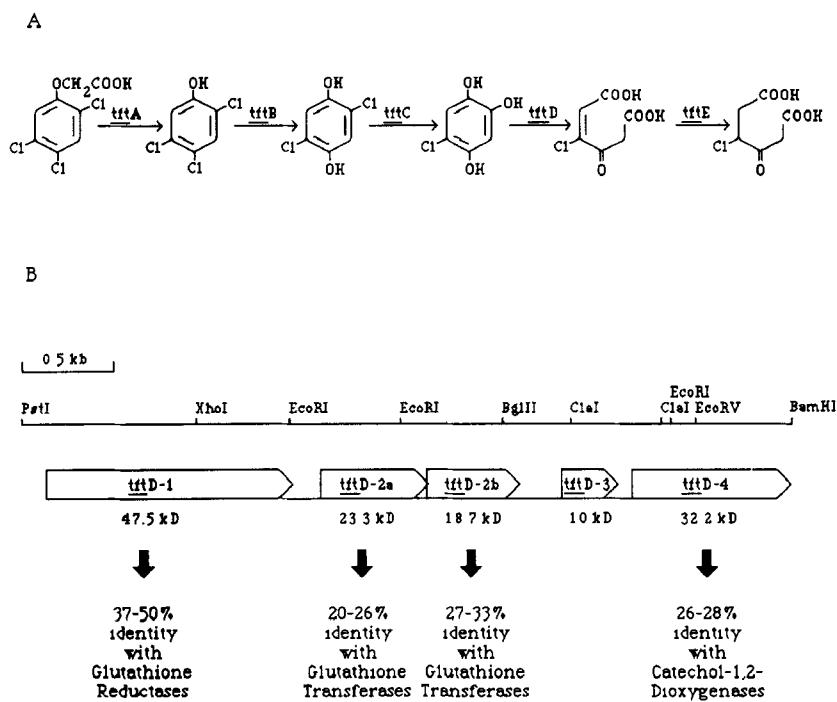 A
OCH2COOH
Cl
Cl
Cl
tftA
OH
Cl
Cl
Cl
tftB
OH
Cl
Cl
OH
tftC
OH
OH
Cl
OH
tftD
COOH
COOH
Cl
O
tftE
COOH
COOH
Cl
O
B
0 5 kb
PstI
XhoI
EcoRI
EcoRI
BglII
ClaI
EcoRI
ClaI
EcoRV
BamHI
tftD-1
tftD-2a
tftD-2b
tftD-3
tftD-4
47.5 kD
23 3 kD
18 7 kD
10 kD
32 2 kD
37-50%
identity
with
Glutathione
Reductases
20-26%
identity
with
Glutathione
Transferases
27-33%
identity
with
Glutathione
Transferases
26-28%
identity
with
Catechol-1,2-
Dioxygenases